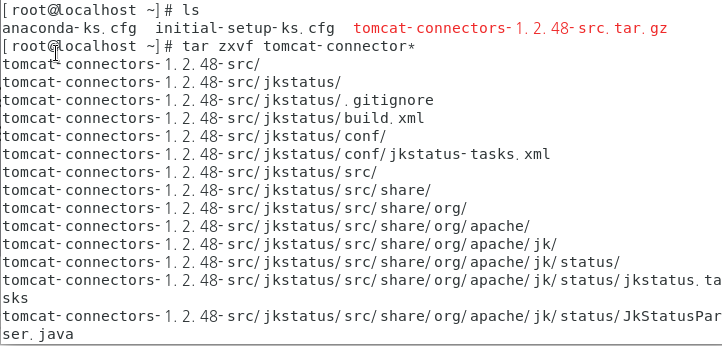 [root@localhost ~]# ls
anaconda-ks.cfg  initial-setup-ks.cfg  tomcat-connectors-1.2.48-src.tar.gz
[root@localhost ~]# tar zxvf tomcat-connector*
tomcat-connectors-1.2.48-src/
tomcat-connectors-1.2.48-src/jkstatus/
tomcat-connectors-1.2.48-src/jkstatus/.gitignore
tomcat-connectors-1.2.48-src/jkstatus/build.xml
tomcat-connectors-1.2.48-src/jkstatus/conf/
tomcat-connectors-1.2.48-src/jkstatus/conf/jkstatus-tasks.xml
tomcat-connectors-1.2.48-src/jkstatus/src/
tomcat-connectors-1.2.48-src/jkstatus/src/share/
tomcat-connectors-1.2.48-src/jkstatus/src/share/org/
tomcat-connectors-1.2.48-src/jkstatus/src/share/org/apache/
tomcat-connectors-1.2.48-src/jkstatus/src/share/org/apache/jk/
tomcat-connectors-1.2.48-src/jkstatus/src/share/org/apache/jk/status/
tomcat-connectors-1.2.48-src/jkstatus/src/share/org/apache/jk/status/jkstatus.ta
sks
tomcat-connectors-1.2.48-src/jkstatus/src/share/org/apache/jk/status/JkStatusPar
ser.java